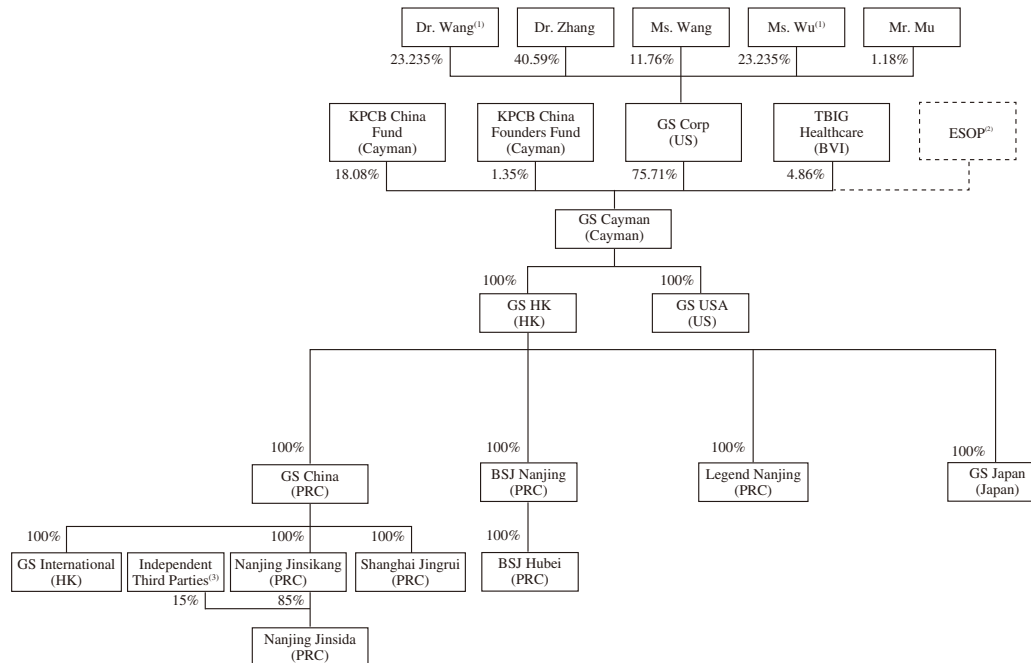 Dr. Wang(1)
Dr. Zhang
Ms. Wang
Ms. Wu(1)
Mr. Mu
23.235%
40.59%
11.76%
23.235%
1.18%
KPCB China
Fund
(Cayman)
KPCB China
Founders Fund
(Cayman)
GS Corp
(US)
TBIG
Healthcare
(BVI)
ESOP(2)
18.08%
1.35%
75.71%
4.86%
GS Cayman
(Cayman)
100%
100%
GS HK
(HK)
GS USA
(US)
100%
100%
100%
100%
GS China
(PRC)
BSJ Nanjing
(PRC)
Legend Nanjing
(PRC)
GS Japan
(Japan)
100%
100%
100%
100%
GS International
(HK)
Independent
Third Parties(3)
Nanjing Jinsikang
(PRC)
Shanghai Jingrui
(PRC)
BSJ Hubei
(PRC)
15%
85%
Nanjing Jinsida
(PRC)